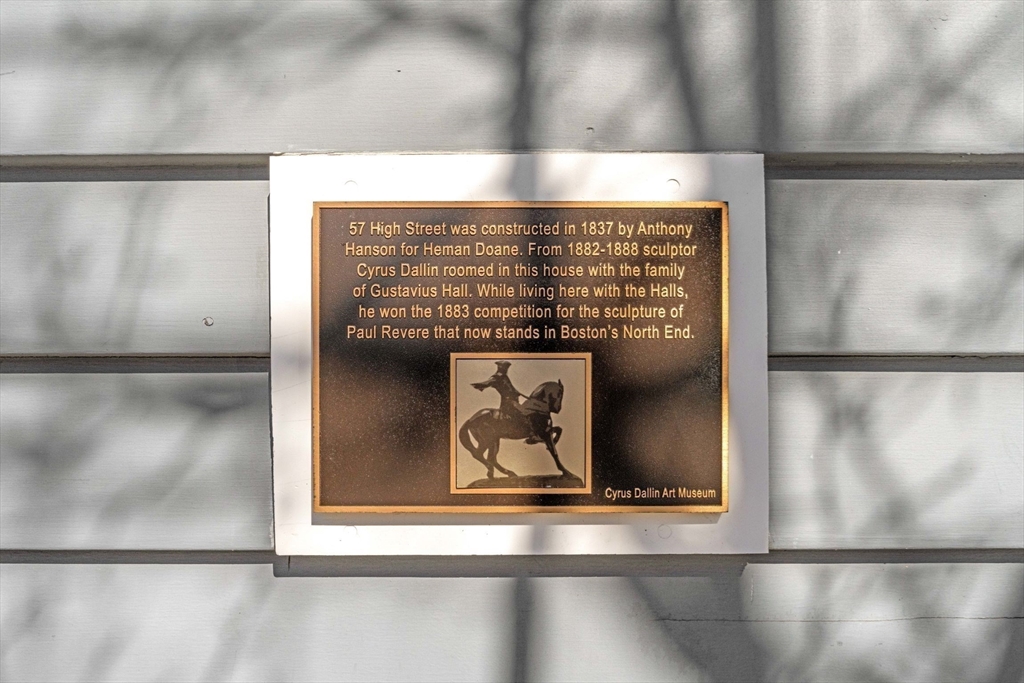 57 High Street was constructed in 1837 by Anthony
Hanson for Heman Doane. From 1882-1888 sculptor
Cyrus Dallin roomed in this house with the family
of Gustavius Hall. While living here with the Halls,
he won the 1883 competition for the sculpture of
Paul Revere that now stands in Boston's North End.
Cyrus Dallin Art Museum